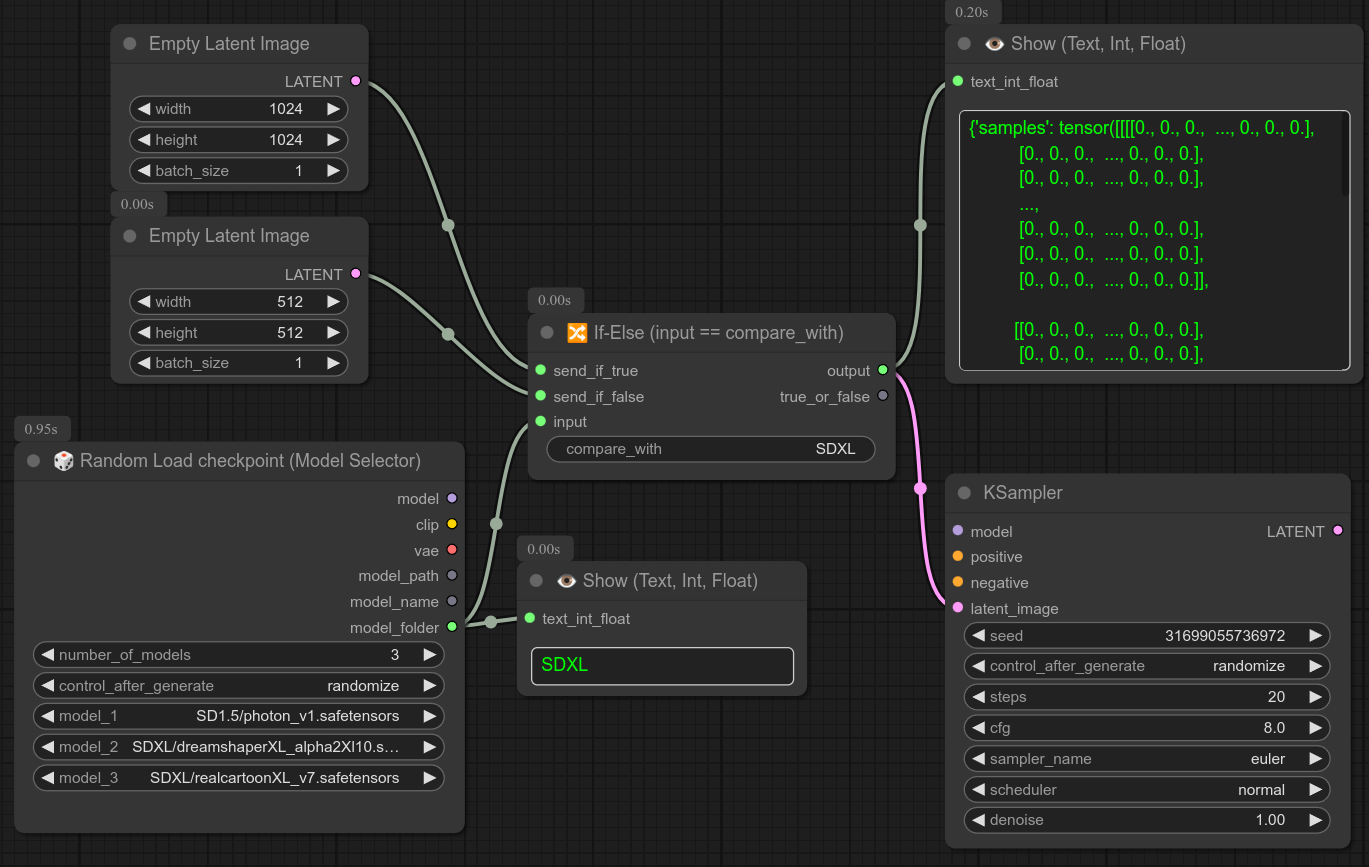 Empty Latent Image
LATENT
width 1024
height 1024
batch_size 1
0.00s
Empty Latent Image
LATENT
width 512
height 512
batch_size 1
0.95s
Random Load checkpoint (Model Selector)
model
clip
vae
model_path
model_name
model_folder
number_of_models 3
control_after_generate randomize
model_1 SD1.5/photon_v1.safetensors
model_2 SDXL/dreamshaperXL_alpha2Xl10.s…
model_3 SDXL/realcartoonXL_v7.safetensors
0.00s
If-Else (input == compare_with)
send_if_true output
send_if_false true_or_false
input
compare_with SDXL
0.00s
Show (Text, Int, Float)
text_int_float
SDXL
0.20s
Show (Text, Int, Float)
text_int_float
{'samples': tensor([[[[0., 0., 0.,  ..., 0., 0., 0.],
[0., 0., 0.,  ..., 0., 0., 0.],
[0., 0., 0.,  ..., 0., 0., 0.],
...,
[0., 0., 0.,  ..., 0., 0., 0.],
[0., 0., 0.,  ..., 0., 0., 0.],
[0., 0., 0.,  ..., 0., 0., 0.]],
[[0., 0., 0.,  ..., 0., 0., 0.],
[0., 0., 0.,  ..., 0., 0., 0.],
KSampler
model LATENT
positive
negative
latent_image
seed 31699055736972
control_after_generate randomize
steps 20
cfg 8.0
sampler_name euler
scheduler normal
denoise 1.00